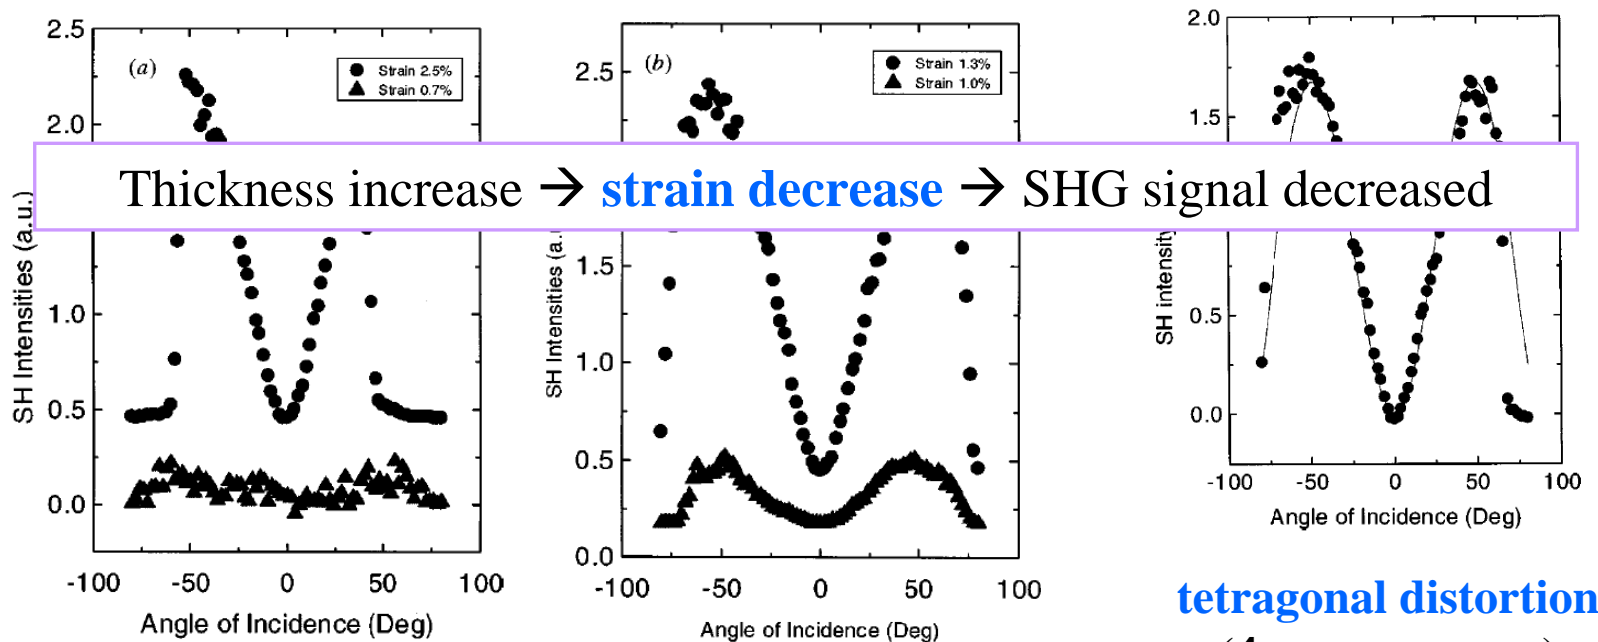 2.5
2.0
1.0
0.5
0.0
(a)
Strain 2.5%
Strain 0.7%
SH Intensities (a.u.)
-100 -50 0 50 100
Angle of Incidence (Deg)
2.5
1.5
1.0
0.5
0.0
(b)
Strain 1.3%
Strain 1.0%
SH Intensities (a.u
-100 -50 0 50 100
Angle of Incidence (Deg)
2.0
1.5
0.5
0.0
SH intensity
-100 -50 0 50 100
Angle of Incidence (Deg)
Thickness increase → strain decrease → SHG signal decreased
tetragonal distortion